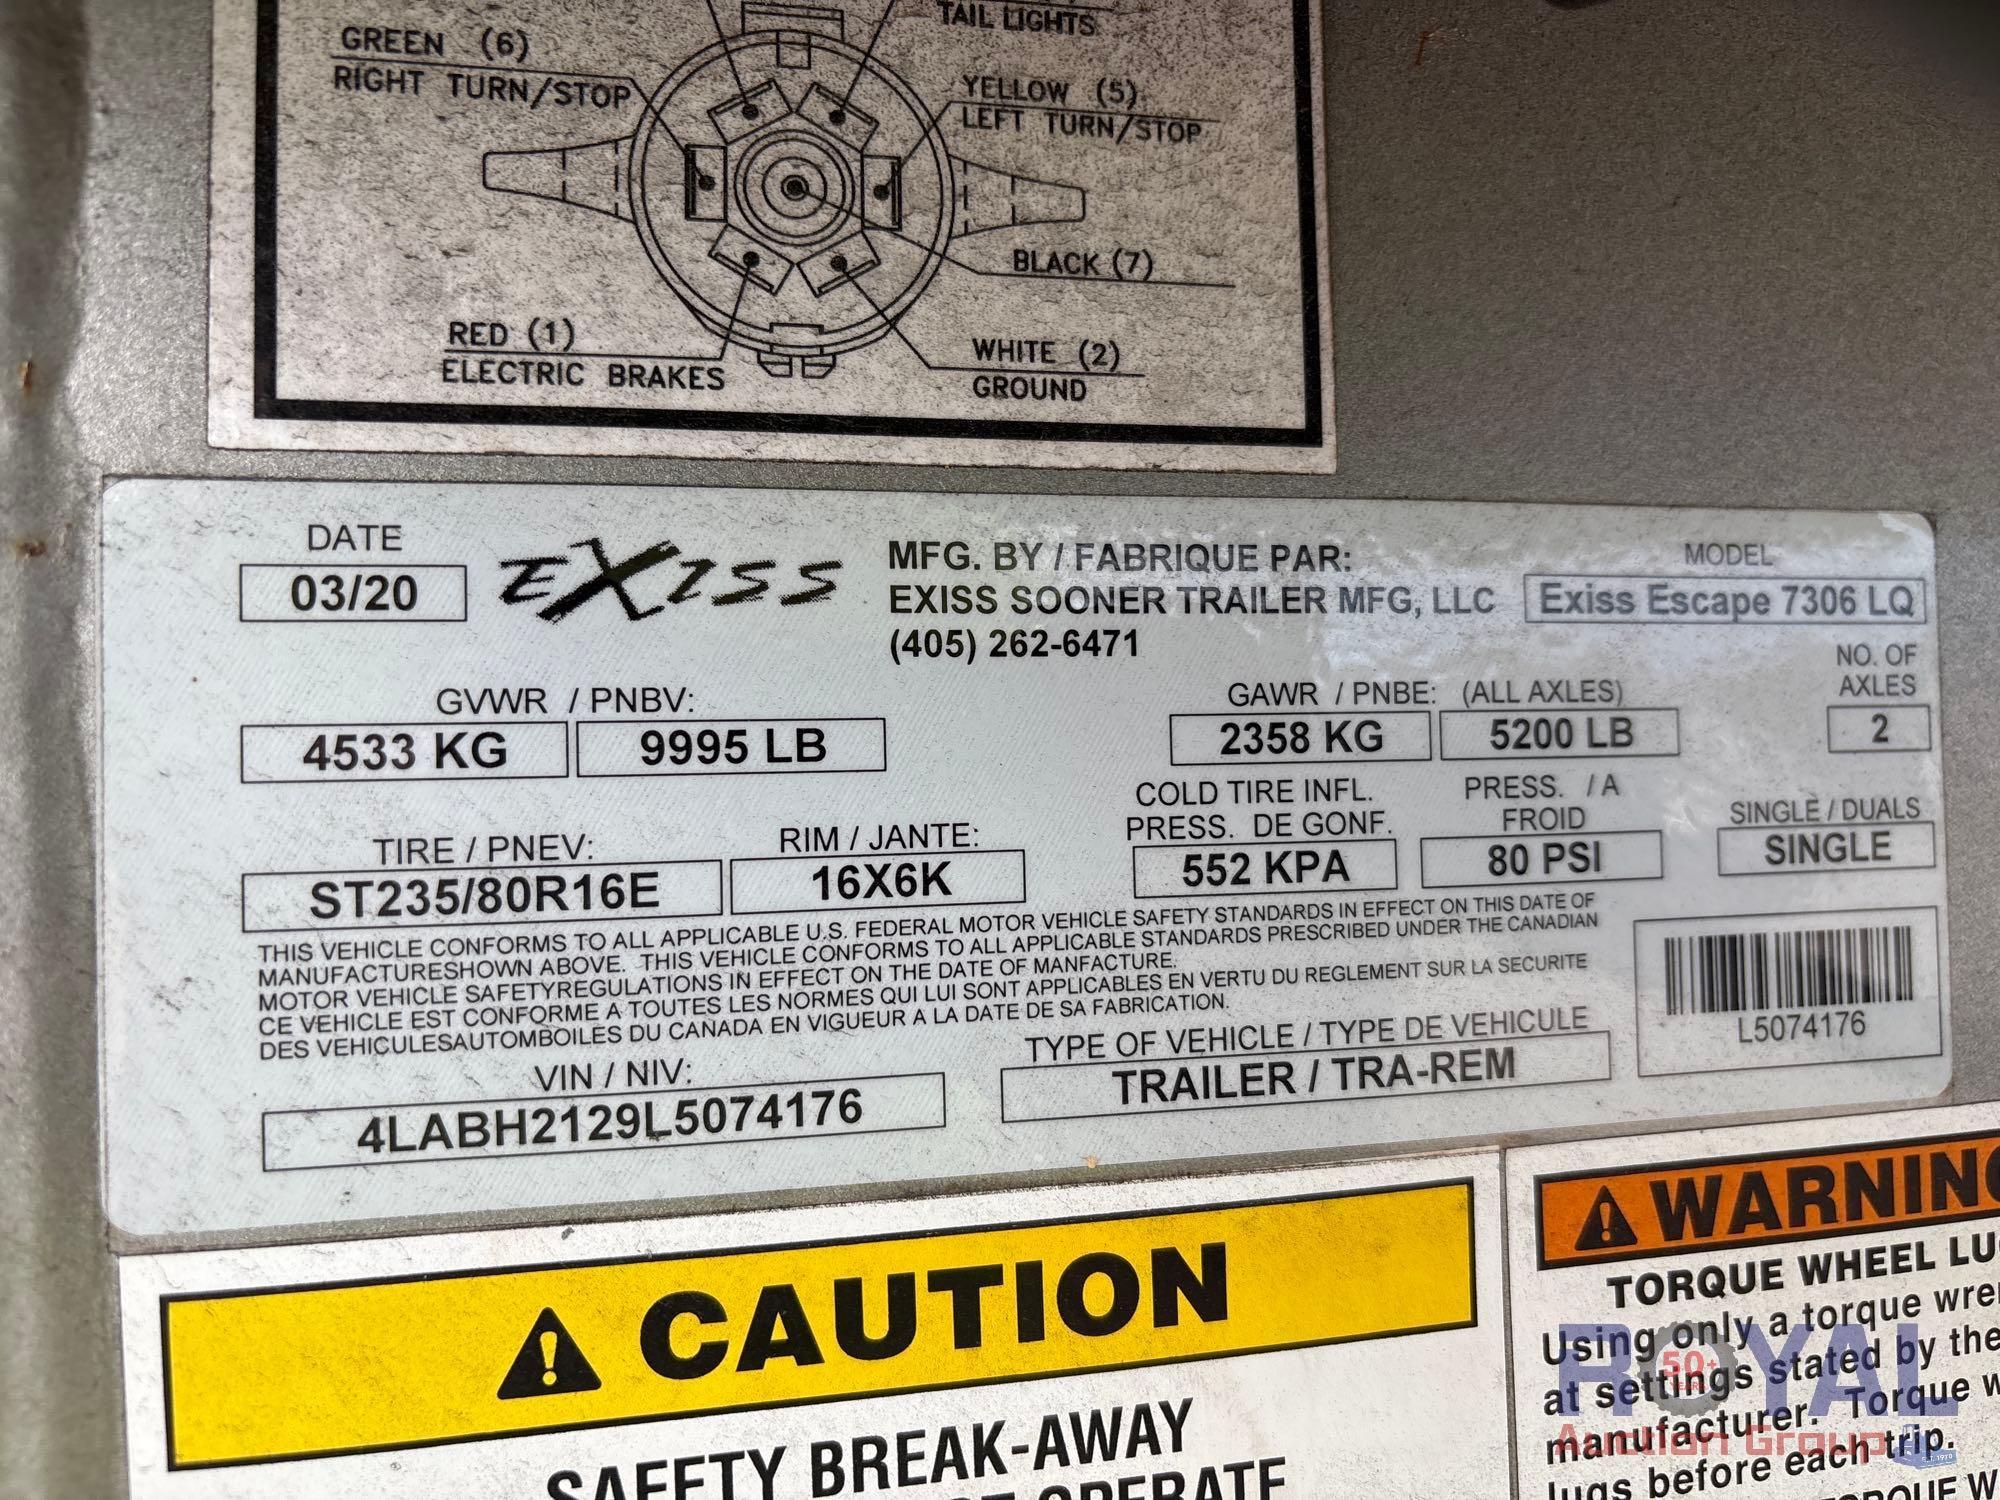 TAIL LIGHTS
GREEN (6)
RIGHT TURN/STOP
YELLOW (5)
LEFT TURN/STOP
BLACK (7)
RED (1)
ELECTRIC BRAKES
WHITE (2)
GROUND
DATE
03/20
EXISS
MFG. BY / FABRIQUE PAR:
EXISS SOONER TRAILER MFG, LLC
(405) 262-6471
MODEL
Exiss Escape 7306 LQ
GVWR / PNBV:
4533 KG 9995 LB
GAWR / PNBE: (ALL AXLES)
2358 KG 5200 LB
NO. OF
AXLES
2
TIRE / PNEV:
ST235/80R16E
RIM / JANTE:
16X6K
COLD TIRE INFL. PRESS. / A
PRESS. DE GONF. FROID
552 KPA 80 PSI
SINGLE / DUALS
SINGLE
THIS VEHICLE CONFORMS TO ALL APPLICABLE U.S. FEDERAL MOTOR VEHICLE SAFETY STANDARDS IN EFFECT ON THIS DATE OF
MANUFACTURESHOWN ABOVE. THIS VEHICLE CONFORMS TO ALL APPLICABLE STANDARDS PRESCRIBED UNDER THE CANADIAN
MOTOR VEHICLE SAFETYREGULATIONS IN EFFECT ON THE DATE OF MANFACTURE.
CE VEHICLE EST CONFORME A TOUTES LES NORMES QUI LUI SONT APPLICABLES EN VERTU DU REGLEMENT SUR LA SECURITE
DES VEHICULESAUTOMBOILES DU CANADA EN VIGUEUR A LA DATE DE SA FABRICATION.
L5074176
VIN / NIV:
4LABH2129L5074176
TYPE OF VEHICLE / TYPE DE VEHICULE
TRAILER / TRA-REM
CAUTION
SAFETY BREAK-AWAY
OPERATE
WARNING
TORQUE WHEEL LU
Using only a torque wre
at settings stated by the
manufacturer. Torque w
lugs before each trip.
TORQUE W
ROYAL
50+
YEARS
Auction Group
EST. 1970